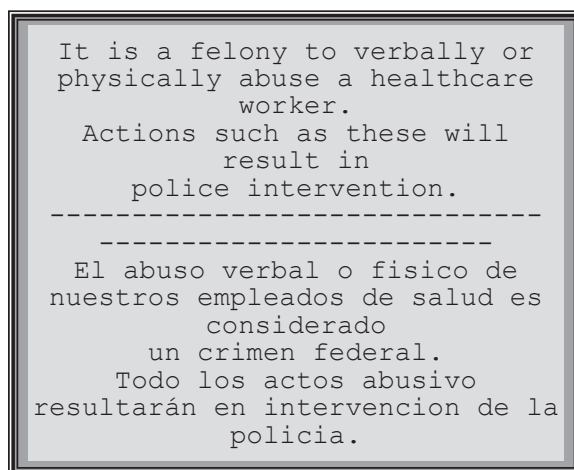 It is a felony to verbally or
physically abuse a healthcare
worker.
Actions such as these will
result in
police intervention.
------------------------------
------------------------
El abuso verbal o fisico de
nuestros empleados de salud es
considerado
un crimen federal.
Todo los actos abusivo
resultarán en intervencion de la
policia.